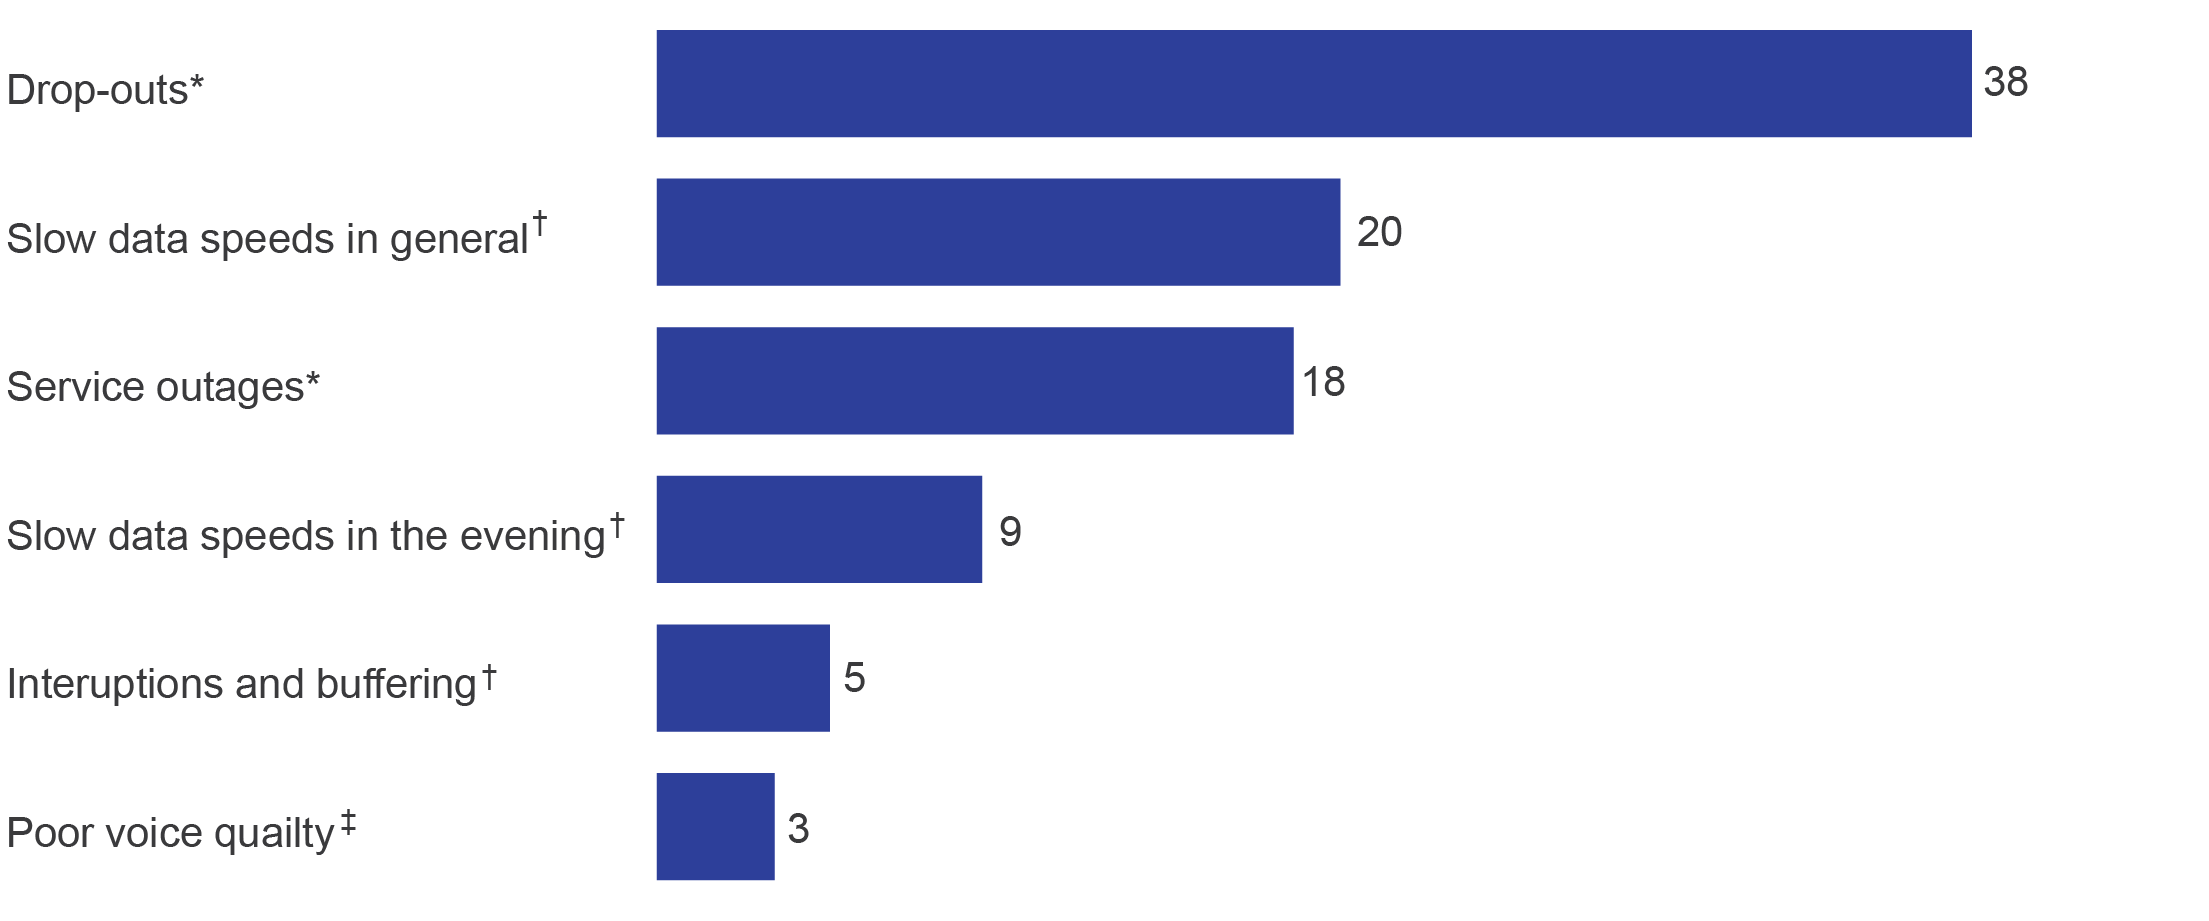 Drop-outs* 38
Slow data speeds in general† 20
Service outages* 18
Slow data speeds in the evening† 9
Interuptions and buffering† 5
Poor voice quailty‡ 3